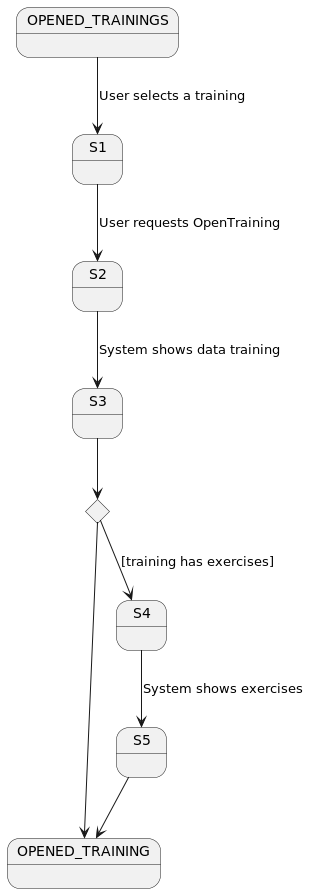 OPENED_TRAININGS
User selects a training
S1
User requests OpenTraining
S2
System shows data training
S3
[training has exercises]
S4
System shows exercises
S5
OPENED_TRAINING